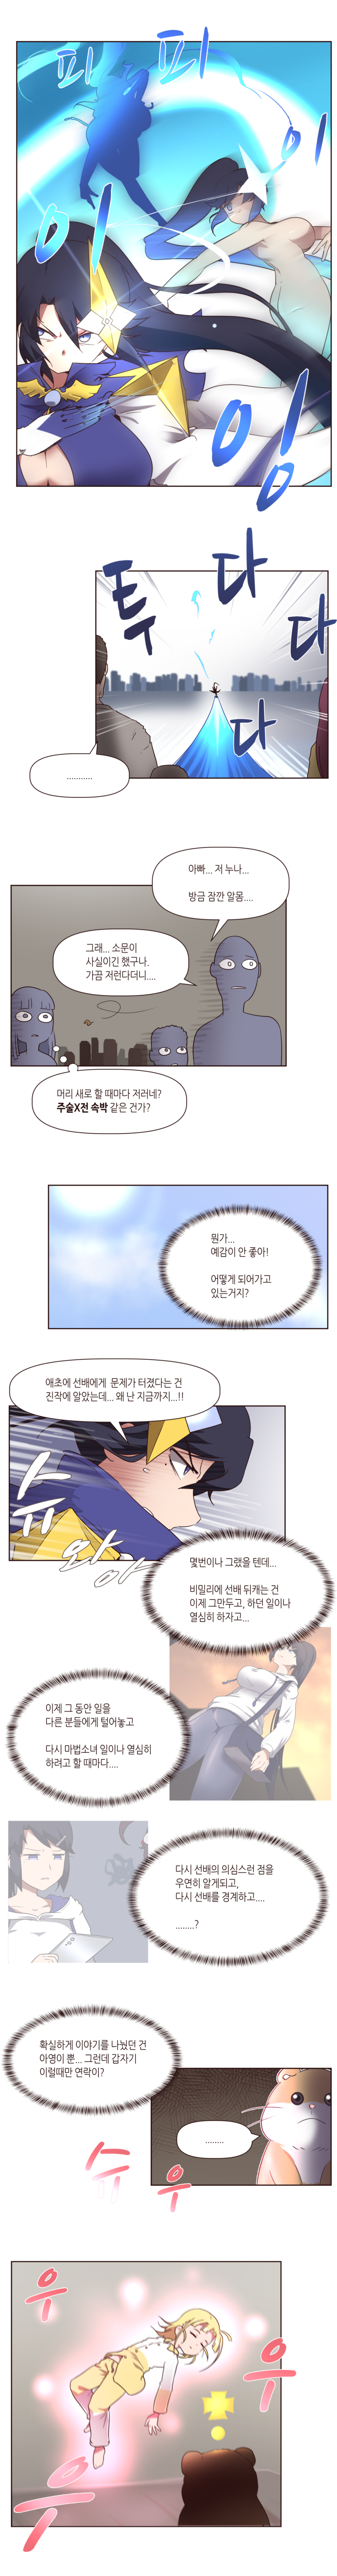 피
피
이
이
이
잉
투
다
다
다
...........
아빠... 저 누나...
방금 잠깐 알몸....
그래... 소문이
사실이긴 했구나.
가끔 저런다더니....
머리 새로 할 때마다 저러네?
주술X전 속박 같은 건가?
뭔가...
예감이 안 좋아!
어떻게 되어가고
있는거지?
애초에 선배에게 문제가 터졌다는 건
진작에 알았는데... 왜 난 지금까지...!!
슈
와
아
몇번이나 그랬을 텐데...
비밀리에 선배 뒤캐는 건
이제 그만두고, 하던 일이나
열심히 하자고...
이제 그 동안 일을
다른 분들에게 털어놓고
다시 마법소녀 일이나 열심히
하려고 할 때마다....
다시 선배의 의심스런 점을
우연히 알게되고,
다시 선배를 경계하고....
........?
확실하게 이야기를 나눴던 건
아영이 뿐... 그런데 갑자기
이럴때만 연락이?
........
슈
우
우
우
우